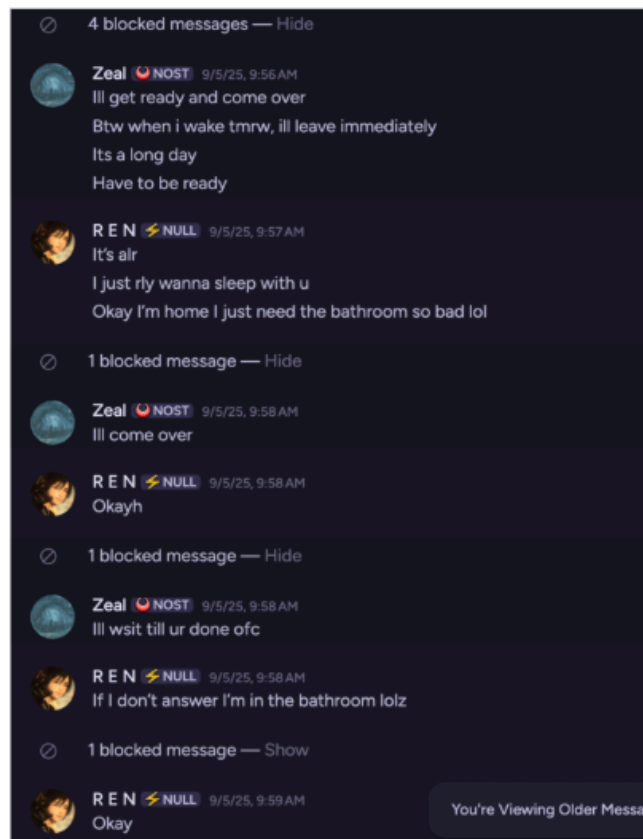 4 blocked messages — Hide
Zeal NOST 9/5/25, 9:56 AM
Ill get ready and come over
Btw when i wake tmrw, ill leave immediately
Its a long day
Have to be ready
R E N NULL 9/5/25, 9:57 AM
It's alr
I just rly wanna sleep with u
Okay I'm home I just need the bathroom so bad lol
1 blocked message — Hide
Zeal NOST 9/5/25, 9:58 AM
Ill come over
R E N NULL 9/5/25, 9:58 AM
Okayh
1 blocked message — Hide
Zeal NOST 9/5/25, 9:58 AM
Ill wsit till ur done ofc
R E N NULL 9/5/25, 9:58 AM
If I don't answer I'm in the bathroom lolz
1 blocked message — Show
R E N NULL 9/5/25, 9:59 AM
Okay
You're Viewing Older Messa